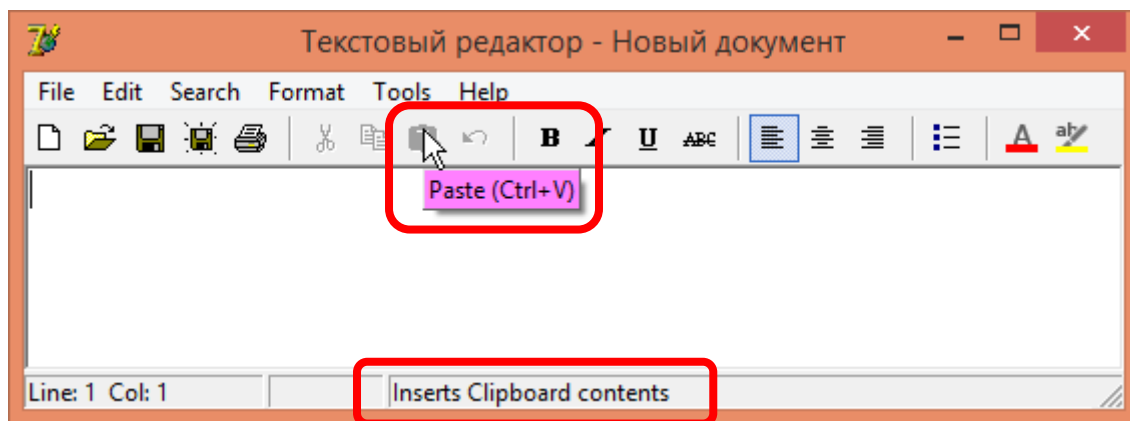 Текстовый редактор - Новый документ
File Edit Search Format Tools Help
B I U ABC A ab
Paste (Ctrl+V)
Line: 1 Col: 1 Inserts Clipboard contents